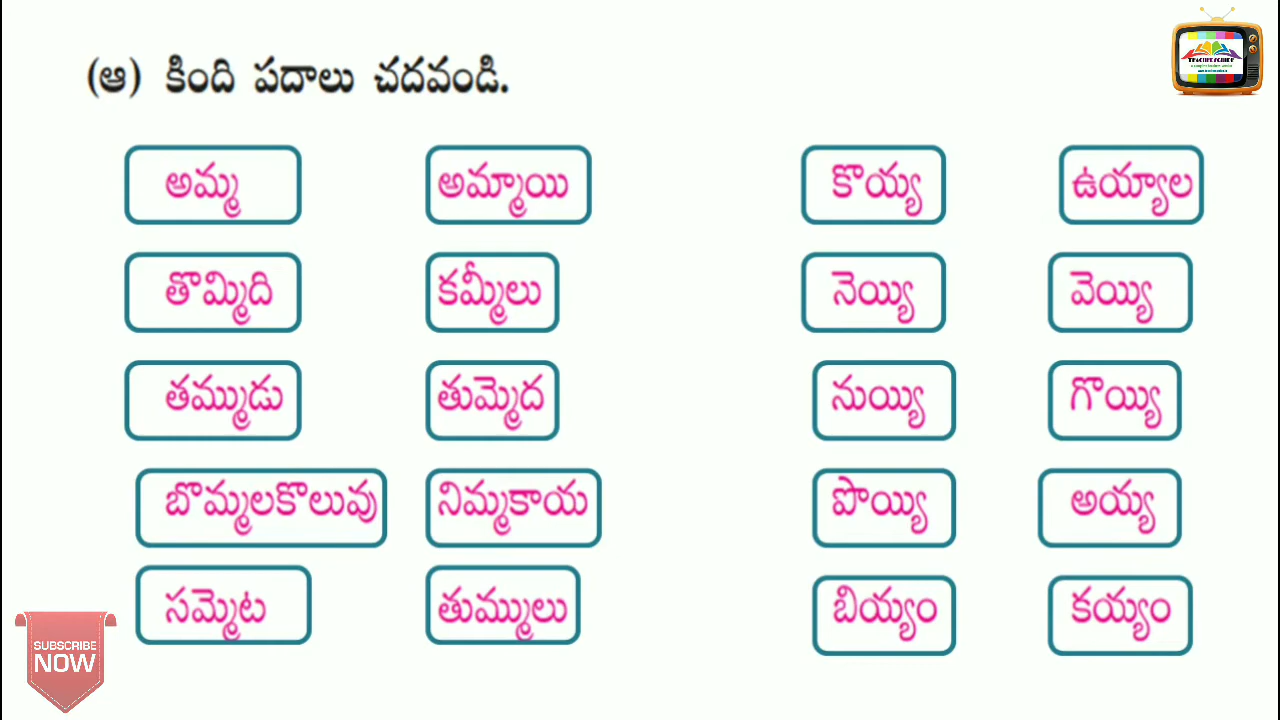 (ఆ) కింది పదాలు చదవండి.
అమ్మ అమ్మాయి కొయ్య ఉయ్యాల
తొమ్మిది కమ్మీలు నెయ్యి వెయ్యి
తమ్ముడు తుమ్మెద నుయ్యి గొయ్యి
బొమ్మలకొలువు నిమ్మకాయ పొయ్యి అయ్య
సమ్మెట తుమ్ములు బియ్యం కయ్యం
SUBSCRIBE
NOW